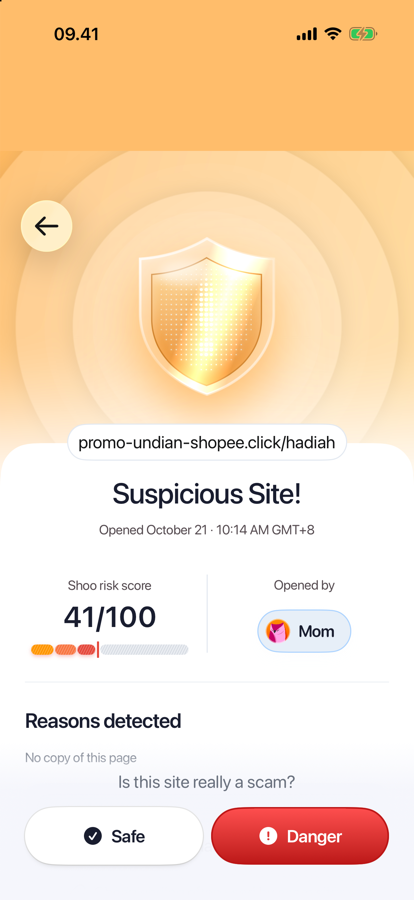 09.41
promo-undian-shopee.click/hadiah
Suspicious Site!
Opened October 21 · 10:14 AM GMT+8
Shoo risk score
41/100
Opened by
Mom
Reasons detected
No copy of this page
Is this site really a scam?
Safe
Danger